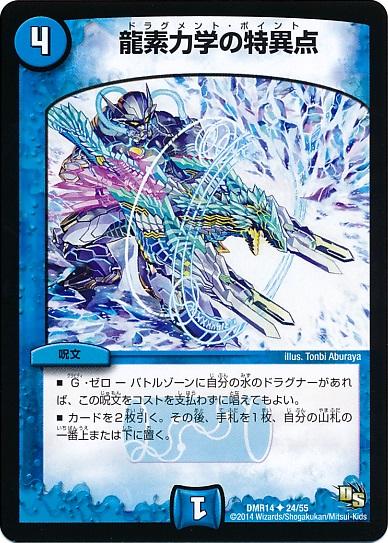 ドラグメント・ポイント
4
龍素力学の特異点
呪文
illus. Tonbi Aburaya
■ G・ゼロ ー バトルゾーンに自分の水のドラグナーがあれ
ば、この呪文をコストを支払わずに唱えてもよい。
■ カードを2枚引く。その後、手札を1枚、自分の山札の
一番上または下に置く。
1
DMR14 ◆ 24/55
©2014 Wizards/Shogakukan/Mitsui-Kids
DS